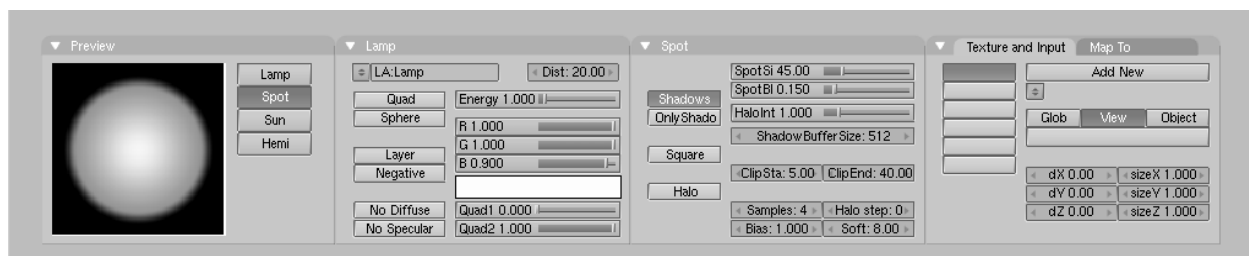 Preview
Lamp
Spot
Sun
Hemi
Lamp
LA:Lamp
Dist: 20.00
Quad
Sphere
Layer
Negative
No Diffuse
No Specular
Energy 1.000
R 1.000
G 1.000
B 0.900
Quad1 0.000
Quad2 1.000
Spot
Shadows
OnlyShado
Square
Halo
SpotSi 45.00
SpotBl 0.150
HaloInt 1.000
ShadowBufferSize: 512
ClipSta: 5.00 ClipEnd: 40.00
Samples: 4 Halo step: 0
Bias: 1.000 Soft: 8.00
Texture and Input Map To
Add New
Glob View Object
dX 0.00 sizeX 1.000
dY 0.00 sizeY 1.000
dZ 0.00 sizeZ 1.000